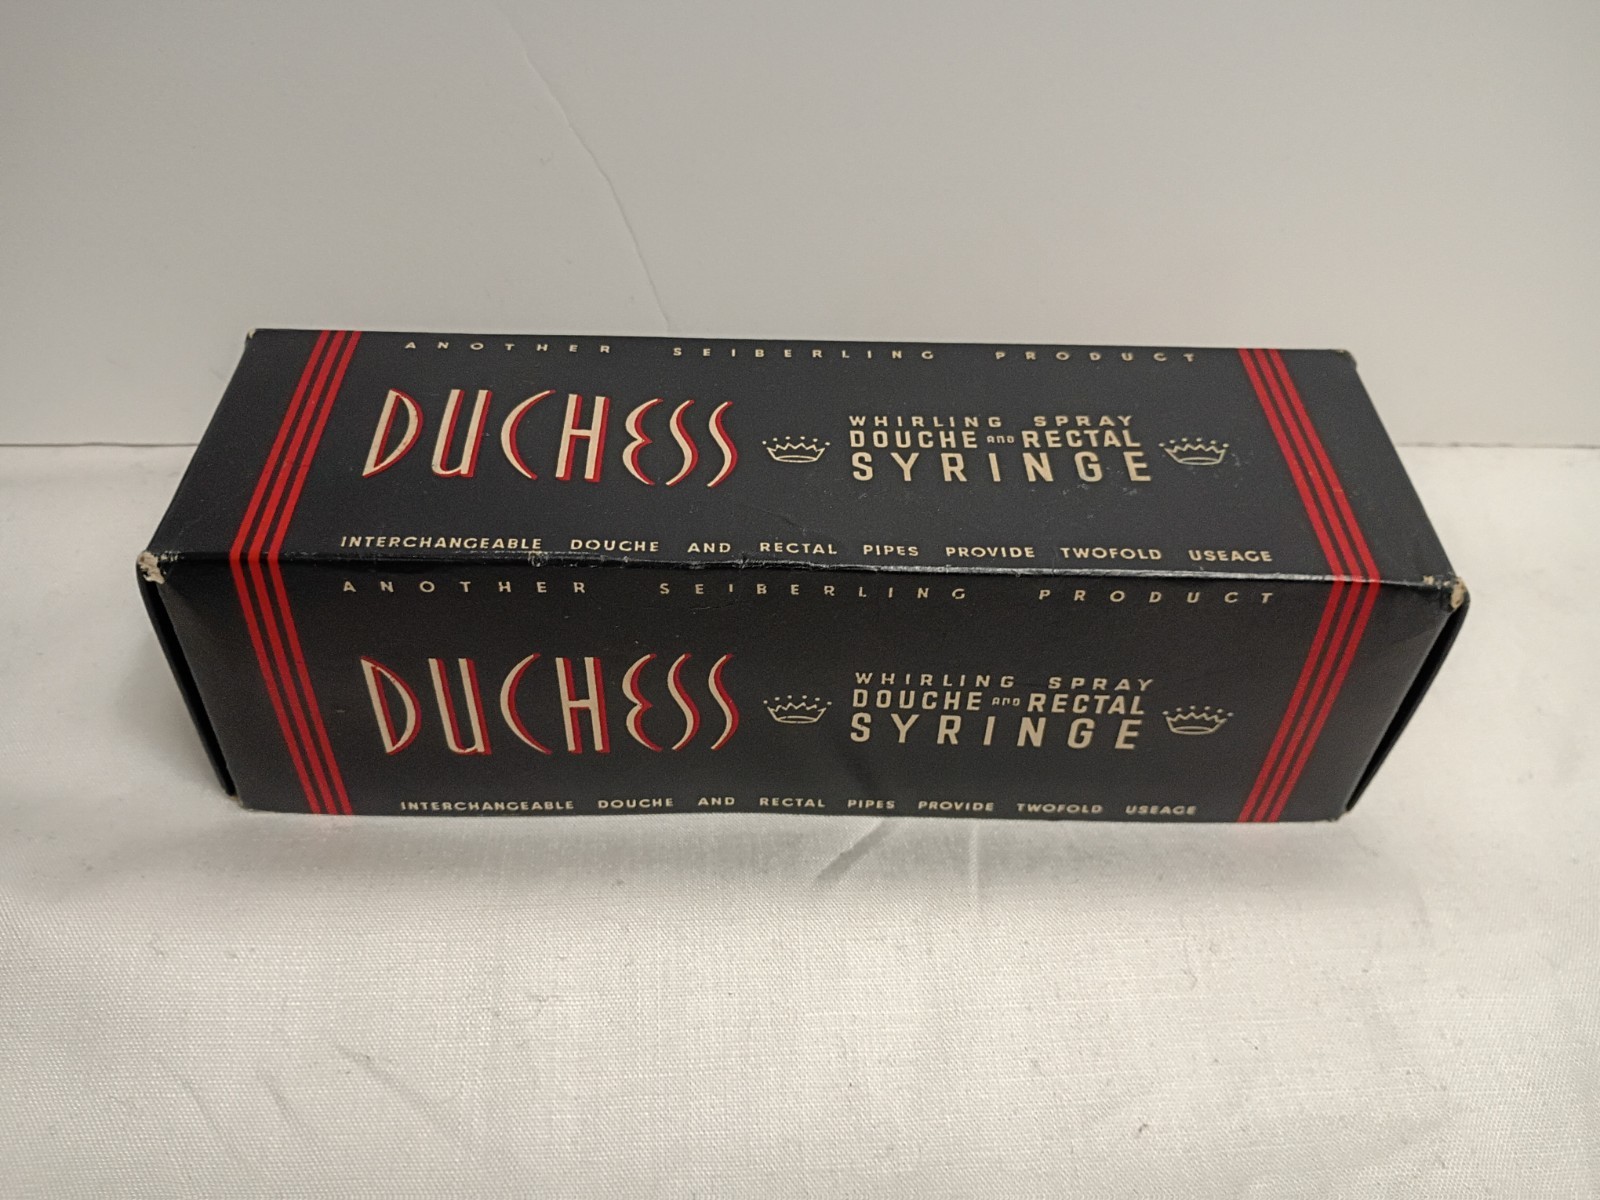 ANOTHER SEIBERLING PRODUCT
DUCHESS
WHIRLING SPRAY
DOUCHE AND RECTAL
SYRINGE
INTERCHANGEABLE DOUCHE AND RECTAL PIPES PROVIDE TWOFOLD USEAGE
ANOTHER SEIBERLING PRODUCT
DUCHESS
WHIRLING SPRAY
DOUCHE AND RECTAL
SYRINGE
INTERCHANGEABLE DOUCHE AND RECTAL PIPES PROVIDE TWOFOLD USEAGE